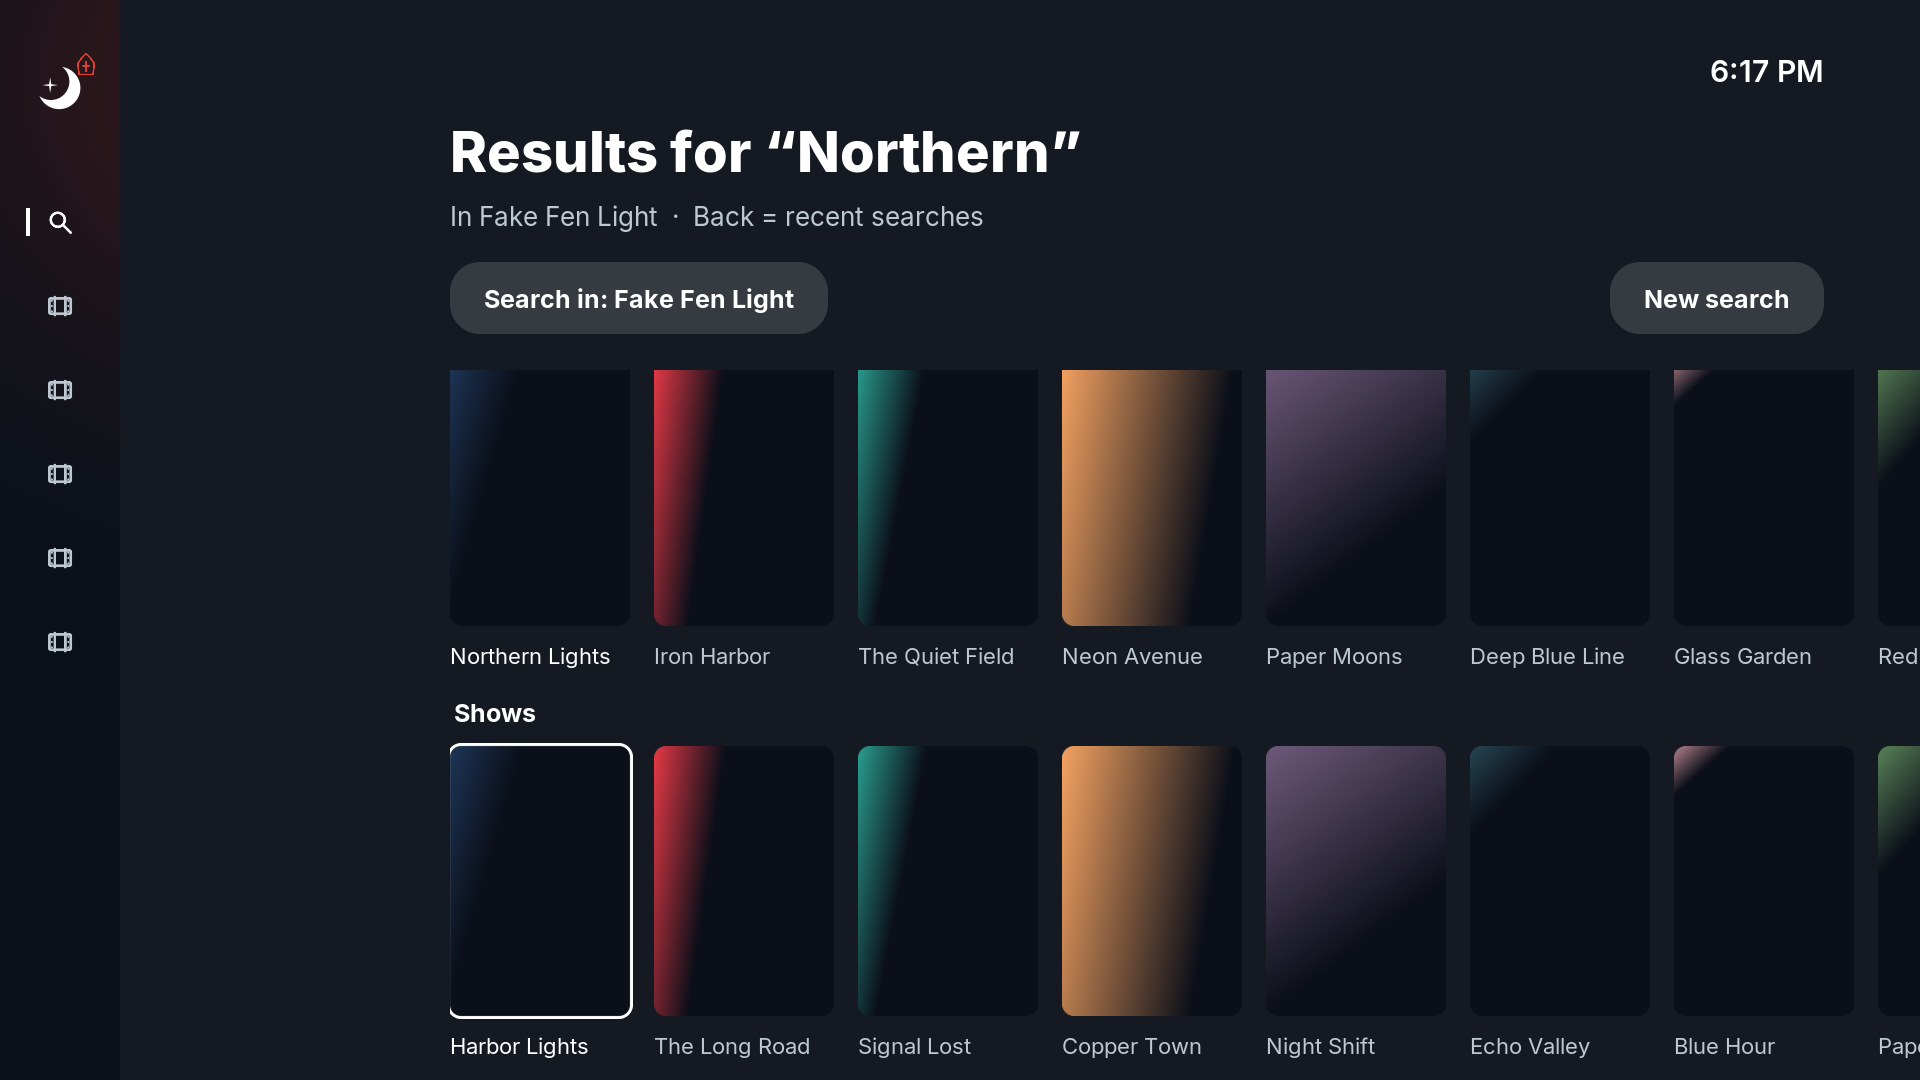 6:17 PM
Results for “Northern”
In Fake Fen Light · Back = recent searches
Search in: Fake Fen Light
New search
Northern Lights
Iron Harbor
The Quiet Field
Neon Avenue
Paper Moons
Deep Blue Line
Glass Garden
Red
Shows
Harbor Lights
The Long Road
Signal Lost
Copper Town
Night Shift
Echo Valley
Blue Hour